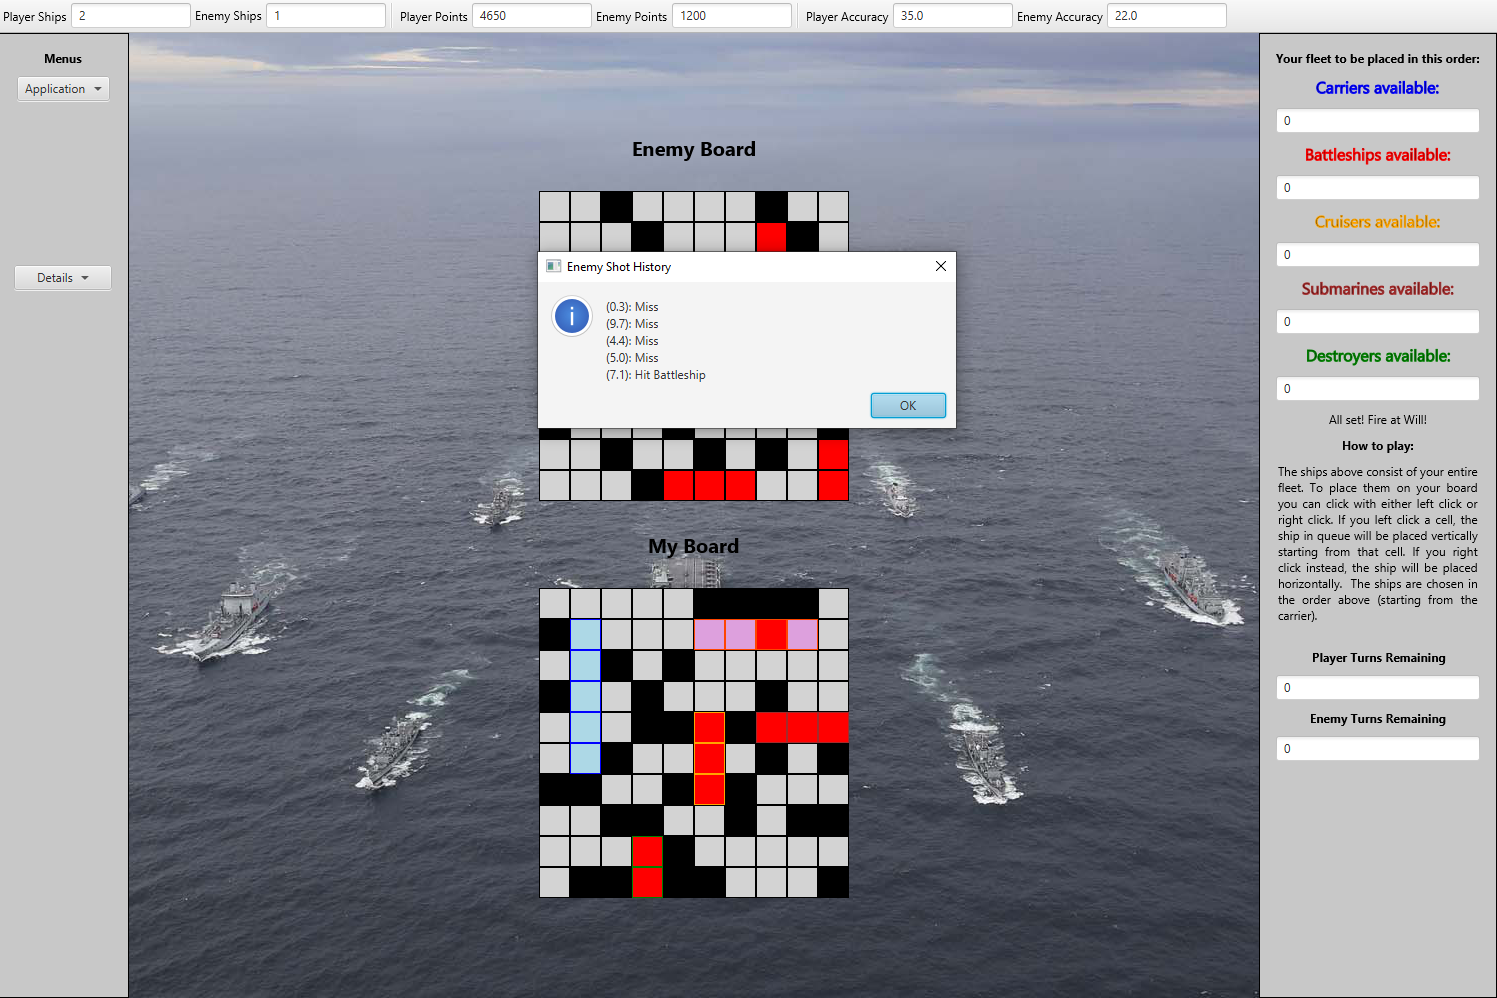 Player Ships 2 Enemy Ships 1 Player Points 4650 Enemy Points 1200 Player Accuracy 35.0 Enemy Accuracy 22.0
Menus
Application
Details
Enemy Board
Enemy Shot History
(0.3): Miss
(9.7): Miss
(4.4): Miss
(5.0): Miss
(7.1): Hit Battleship
OK
My Board
Your fleet to be placed in this order:
Carriers available:
0
Battleships available:
0
Cruisers available:
0
Submarines available:
0
Destroyers available:
0
All set! Fire at Will!
How to play:
The ships above consist of your entire
fleet. To place them on your board
you can click with either left click or
right click. If you left click a cell, the
ship in queue will be placed vertically
starting from that cell. If you right
click instead, the ship will be placed
horizontally. The ships are chosen in
the order above (starting from the
carrier).
Player Turns Remaining
0
Enemy Turns Remaining
0